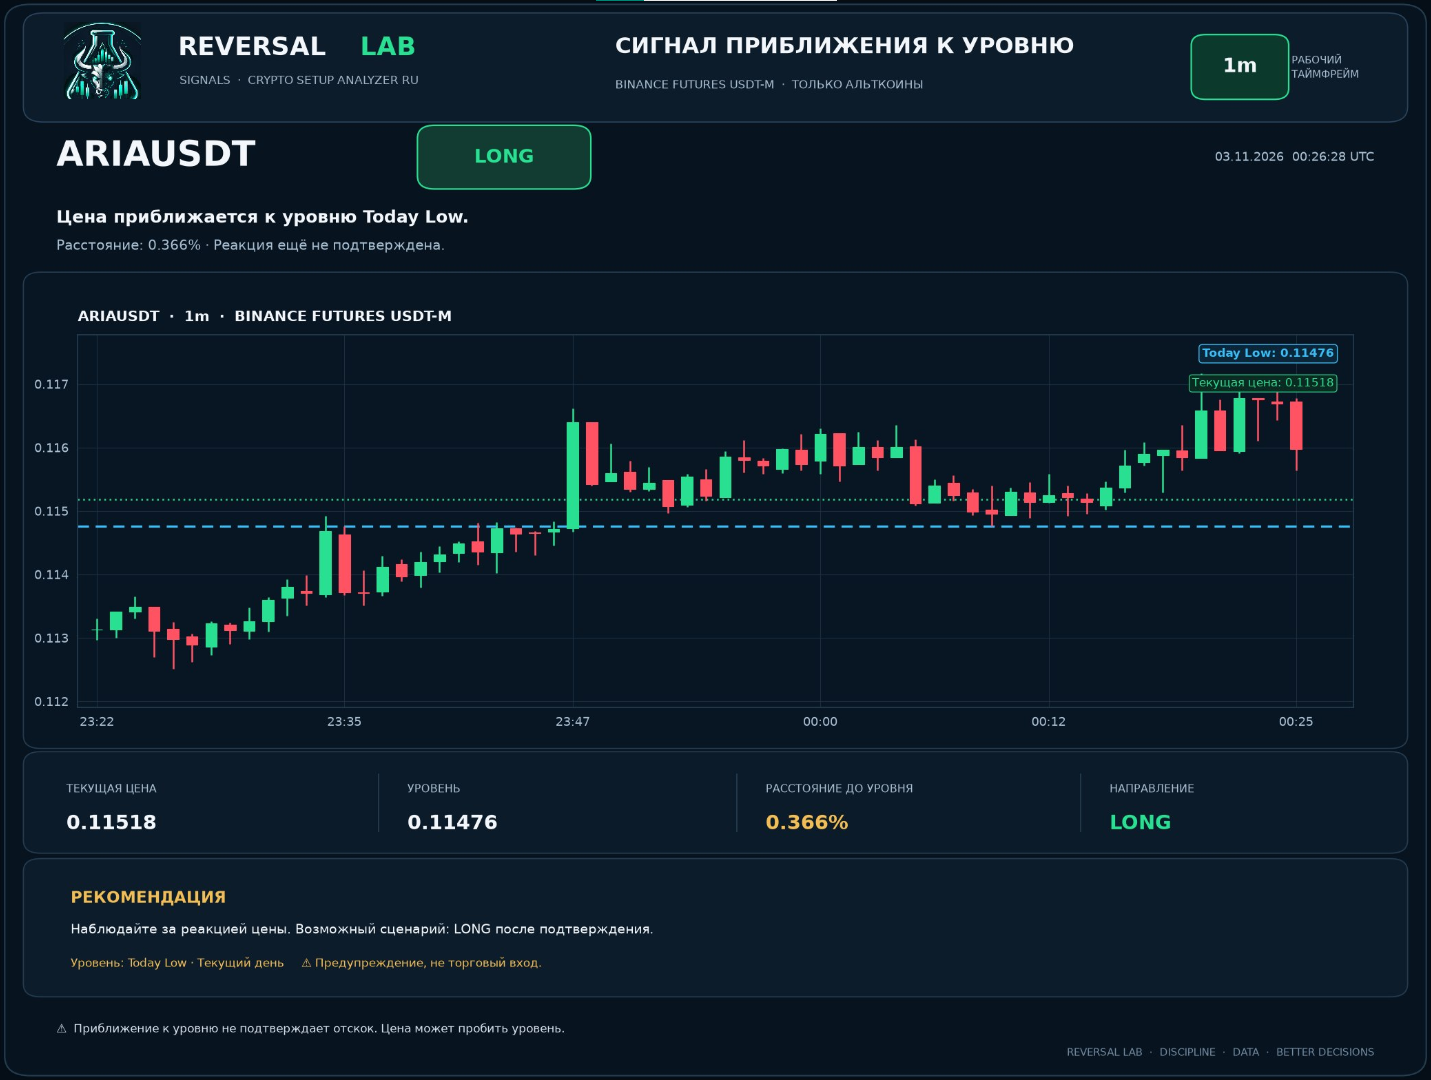 REVERSAL LAB
SIGNALS · CRYPTO SETUP ANALYZER RU
СИГНАЛ ПРИБЛИЖЕНИЯ К УРОВНЮ
BINANCE FUTURES USDT-M · ТОЛЬКО АЛЬТКОИНЫ
1m
РАБОЧИЙ
ТАЙМФРЕЙМ
ARIAUSDT
LONG
03.11.2026 00:26:28 UTC
Цена приближается к уровню Today Low.
Расстояние: 0.366% · Реакция ещё не подтверждена.
ARIAUSDT · 1m · BINANCE FUTURES USDT-M
Today Low: 0.11476
Текущая цена: 0.11518
0.117
0.116
0.115
0.114
0.113
0.112
23:22
23:35
23:47
00:00
00:12
00:25
ТЕКУЩАЯ ЦЕНА
0.11518
УРОВЕНЬ
0.11476
РАССТОЯНИЕ ДО УРОВНЯ
0.366%
НАПРАВЛЕНИЕ
LONG
РЕКОМЕНДАЦИЯ
Наблюдайте за реакцией цены. Возможный сценарий: LONG после подтверждения.
Уровень: Today Low · Текущий день ⚠ Предупреждение, не торговый вход.
⚠ Приближение к уровню не подтверждает отскок. Цена может пробить уровень.
REVERSAL LAB · DISCIPLINE · DATA · BETTER DECISIONS